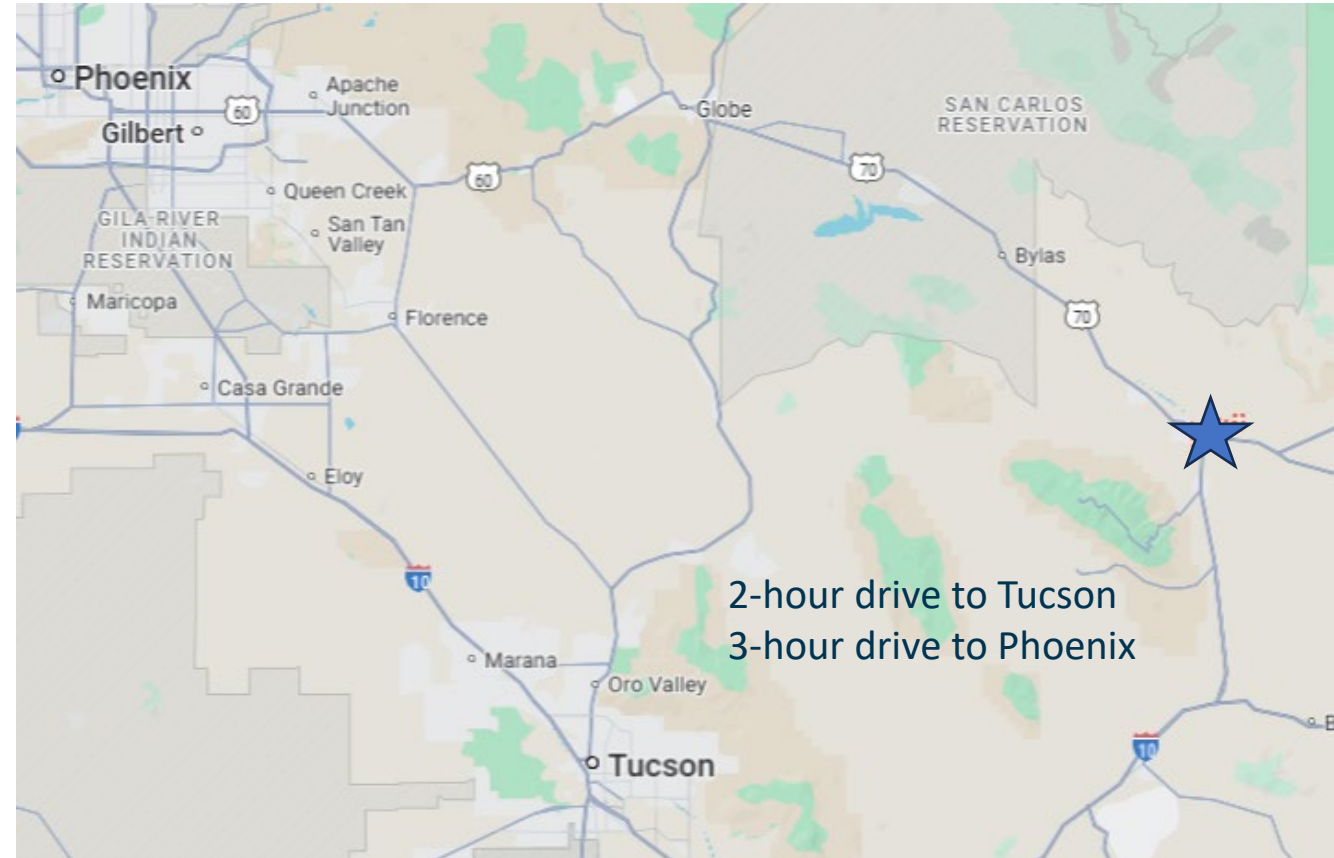 Phoenix
Apache
Junction
60
Gilbert
Globe
SAN CARLOS
RESERVATION
70
60
Queen Creek
GILA RIVER
INDIAN
RESERVATION
San Tan
Valley
Bylas
Maricopa
Florence
70
Casa Grande
Eloy
10
2-hour drive to Tucson
3-hour drive to Phoenix
Marana
Oro Valley
B
10
Tucson